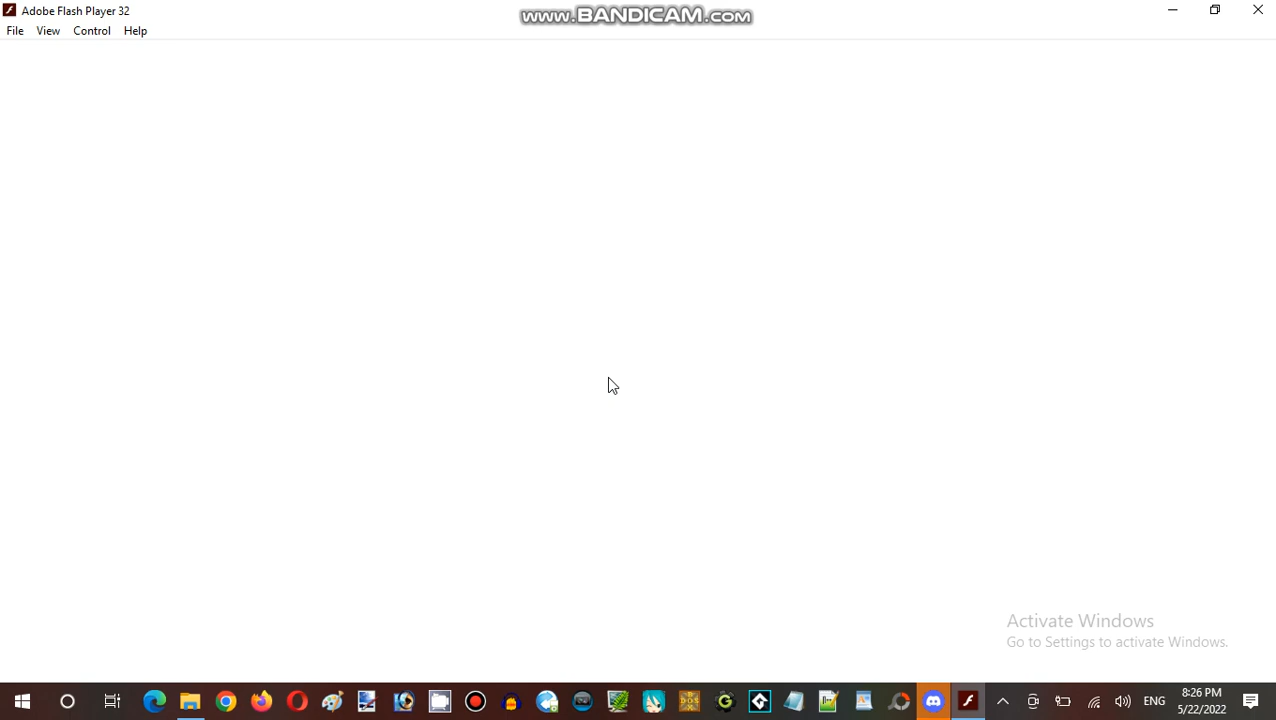 Adobe Flash Player 32
www.BANDICAM.com
File View Control Help
Activate Windows
Go to Settings to activate Windows.
ENG
8:26 PM
5/22/2022